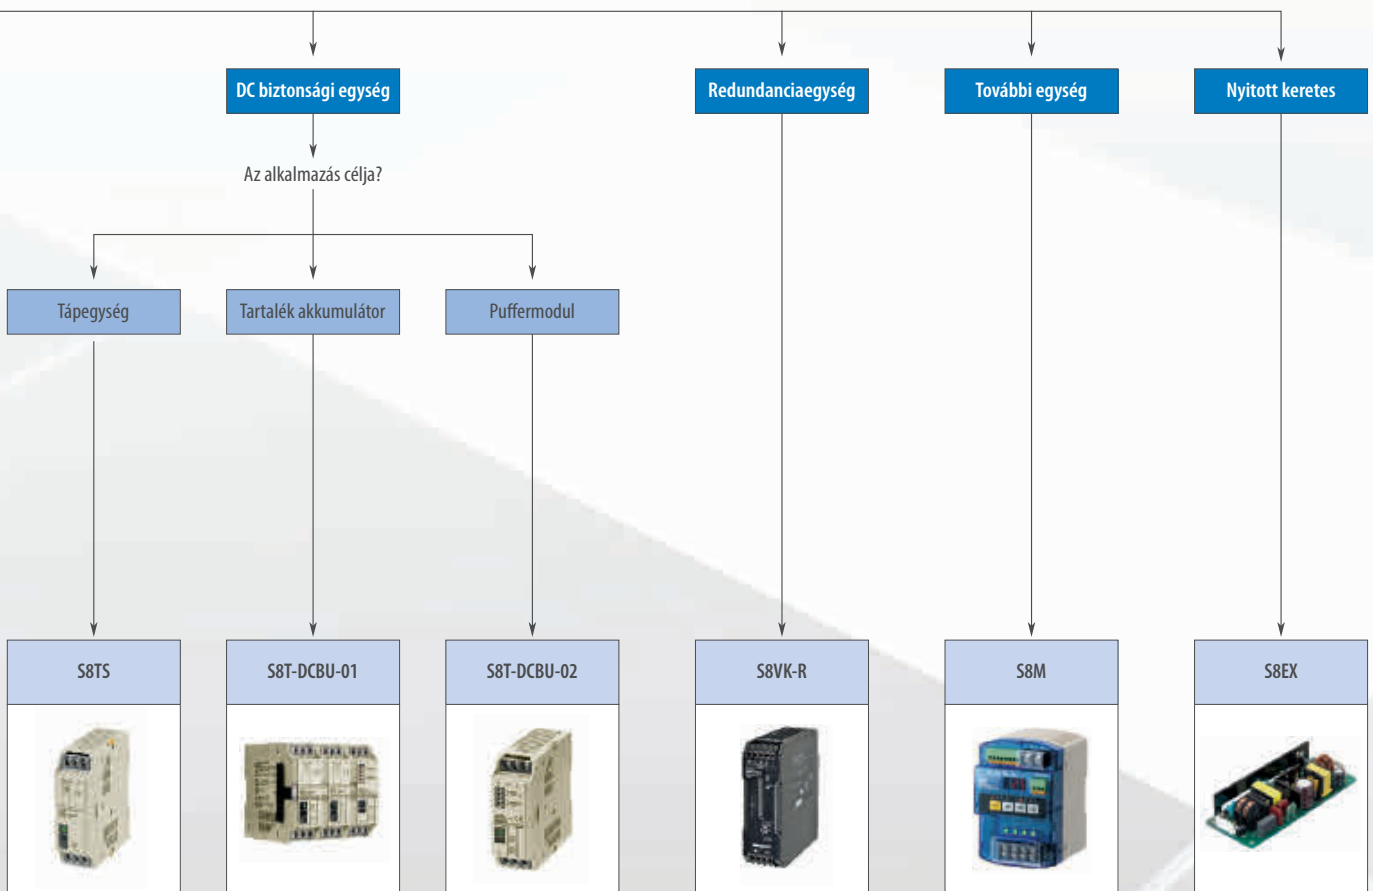 DC biztonsági egység
Redundanciaegység
További egység
Nyitott keretes
Az alkalmazás célja?
Tápegység
Tartalék akkumulátor
Puffermodul
S8TS
S8T-DCBU-01
S8T-DCBU-02
S8VK-R
S8M
S8EX